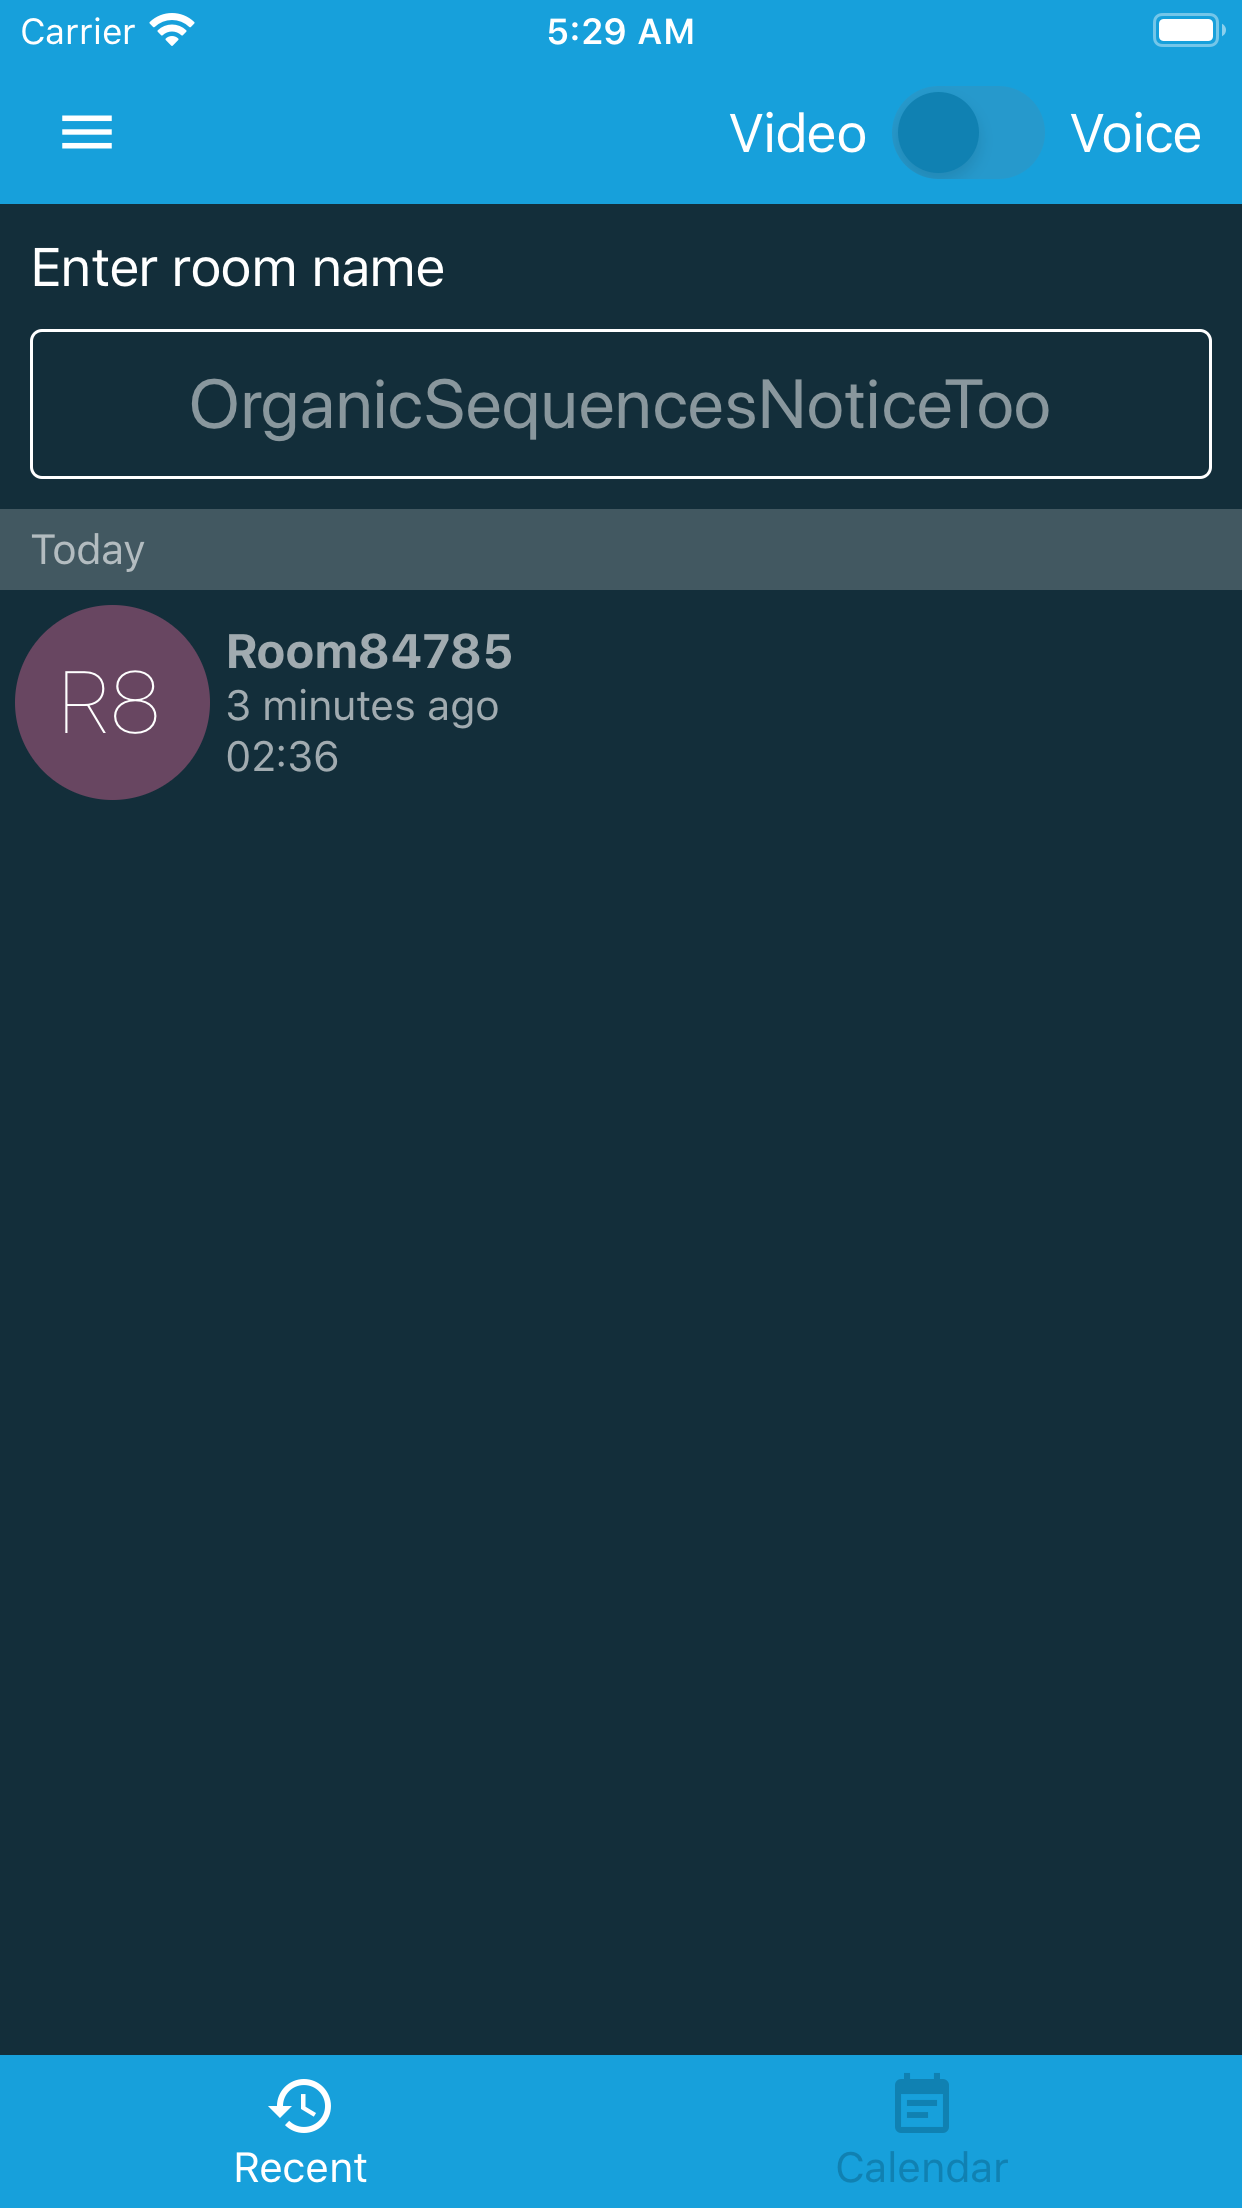 Carrier 5:29 AM
Video Voice
Enter room name
OrganicSequencesNoticeToo
Today
R8
Room84785
3 minutes ago
02:36
Recent Calendar